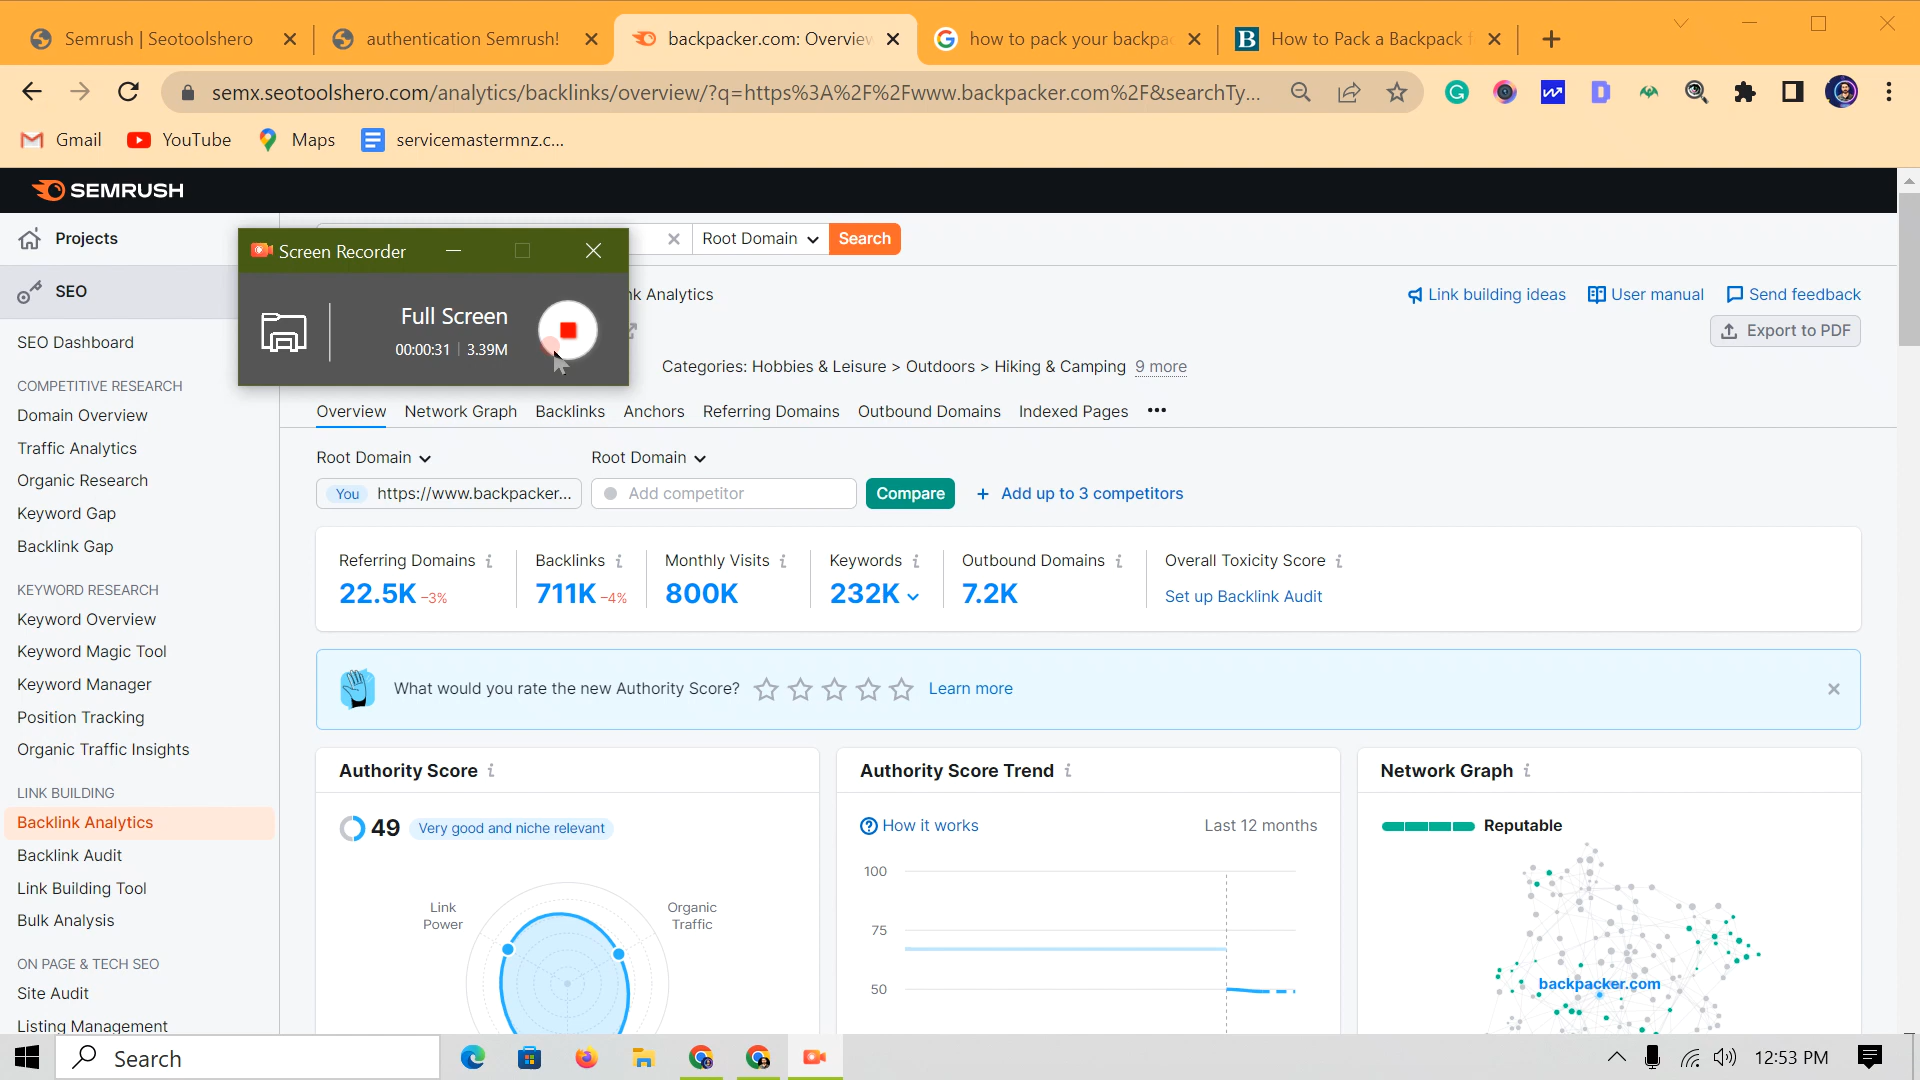 Semrush | Seotoolshero
authentication Semrush!
backpacker.com: Overview
how to pack your backpac
How to Pack a Backpack f
semx.seotoolshero.com/analytics/backlinks/overview/?q=https%3A%2F%2Fwww.backpacker.com%2F&searchTy...
Gmail
YouTube
Maps
servicemastermnz.c...
SEMRUSH
Projects
Root Domain
Search
Screen Recorder
SEO
nk Analytics
Link building ideas
User manual
Send feedback
Full Screen
00:00:31 | 3.39M
Export to PDF
SEO Dashboard
Categories: Hobbies & Leisure > Outdoors > Hiking & Camping
9 more
COMPETITIVE RESEARCH
Domain Overview
Traffic Analytics
Organic Research
Keyword Gap
Backlink Gap
KEYWORD RESEARCH
Keyword Overview
Keyword Magic Tool
Keyword Manager
Position Tracking
Organic Traffic Insights
LINK BUILDING
Backlink Analytics
Backlink Audit
Link Building Tool
Bulk Analysis
ON PAGE & TECH SEO
Site Audit
Listing Management
Overview
Network Graph
Backlinks
Anchors
Referring Domains
Outbound Domains
Indexed Pages
Root Domain
Root Domain
You https://www.backpacker...
Add competitor
Compare
+ Add up to 3 competitors
Referring Domains
22.5K -3%
Backlinks
711K -4%
Monthly Visits
800K
Keywords
232K
Outbound Domains
7.2K
Overall Toxicity Score
Set up Backlink Audit
What would you rate the new Authority Score?
Learn more
Authority Score
49 Very good and niche relevant
Link
Power
Organic
Traffic
Authority Score Trend
How it works
Last 12 months
100
75
50
Network Graph
Reputable
backpacker.com
Search
12:53 PM